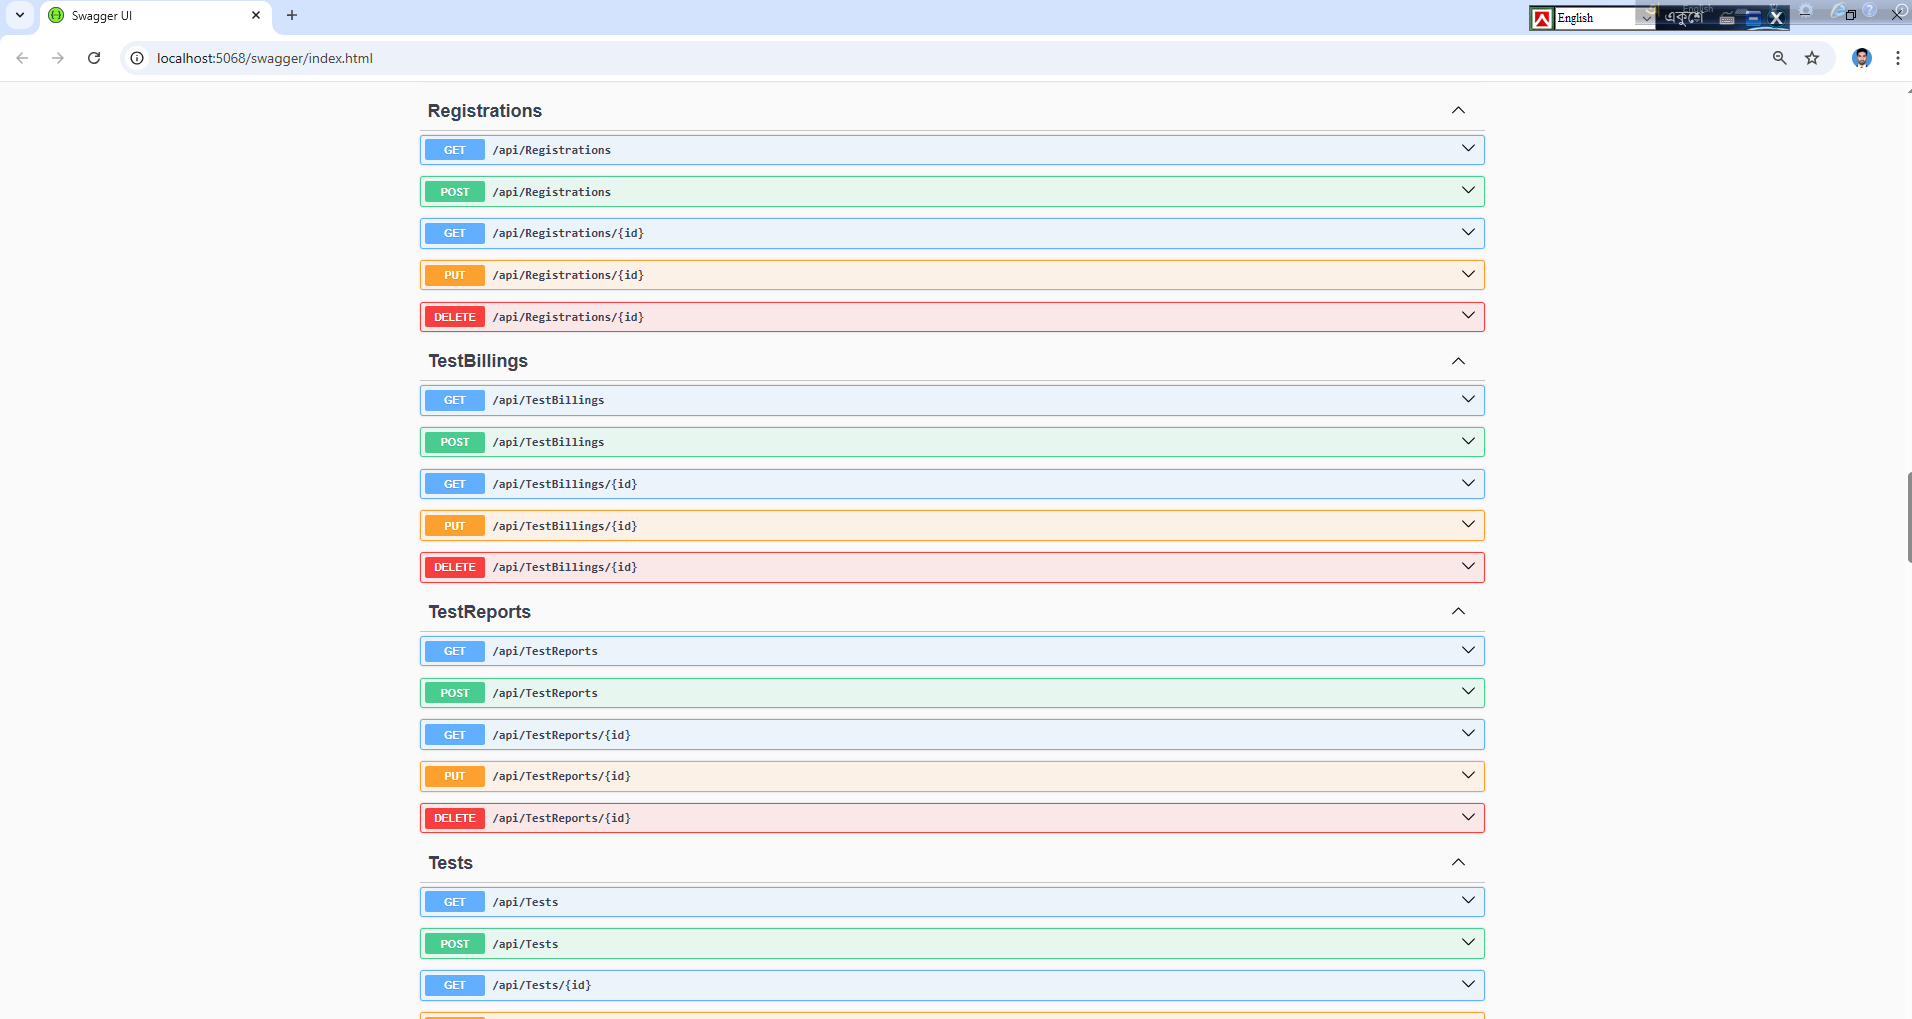 Swagger UI
English
একুশে
localhost:5068/swagger/index.html
Registrations
GET /api/Registrations
POST /api/Registrations
GET /api/Registrations/{id}
PUT /api/Registrations/{id}
DELETE /api/Registrations/{id}
TestBillings
GET /api/TestBillings
POST /api/TestBillings
GET /api/TestBillings/{id}
PUT /api/TestBillings/{id}
DELETE /api/TestBillings/{id}
TestReports
GET /api/TestReports
POST /api/TestReports
GET /api/TestReports/{id}
PUT /api/TestReports/{id}
DELETE /api/TestReports/{id}
Tests
GET /api/Tests
POST /api/Tests
GET /api/Tests/{id}